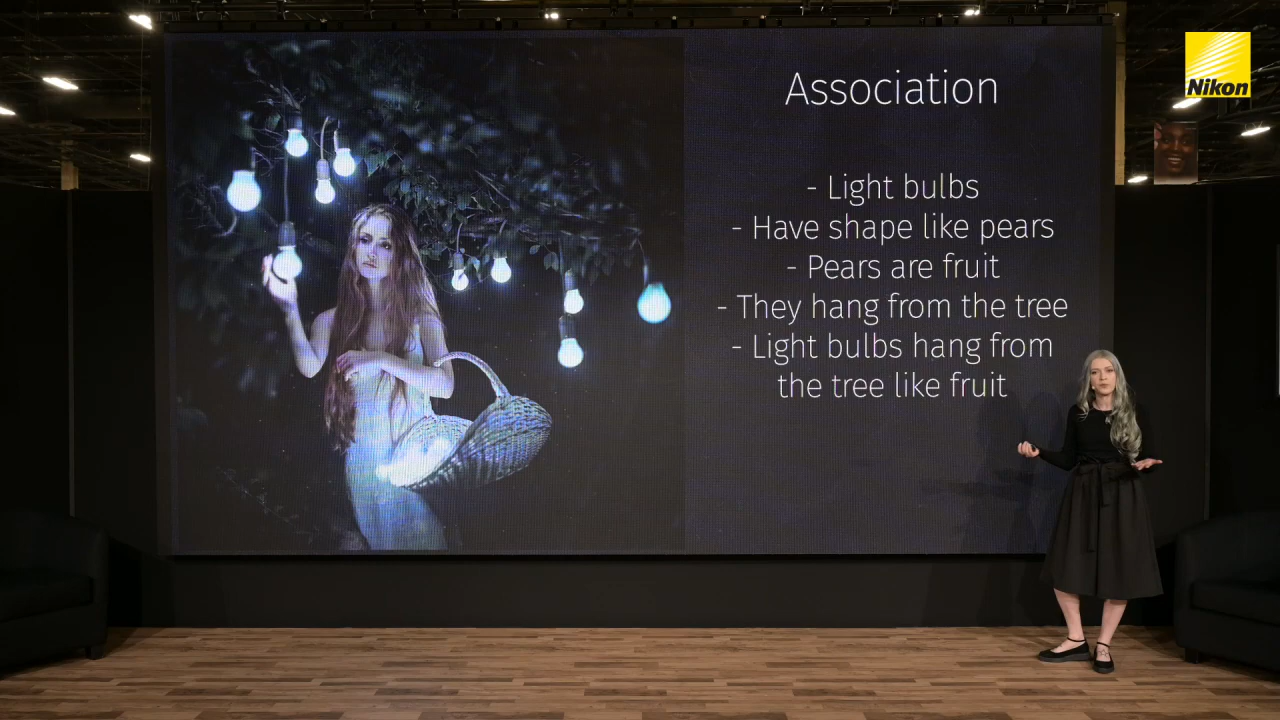 Association
- Light bulbs
- Have shape like pears
- Pears are fruit
- They hang from the tree
- Light bulbs hang from
the tree like fruit
Nikon